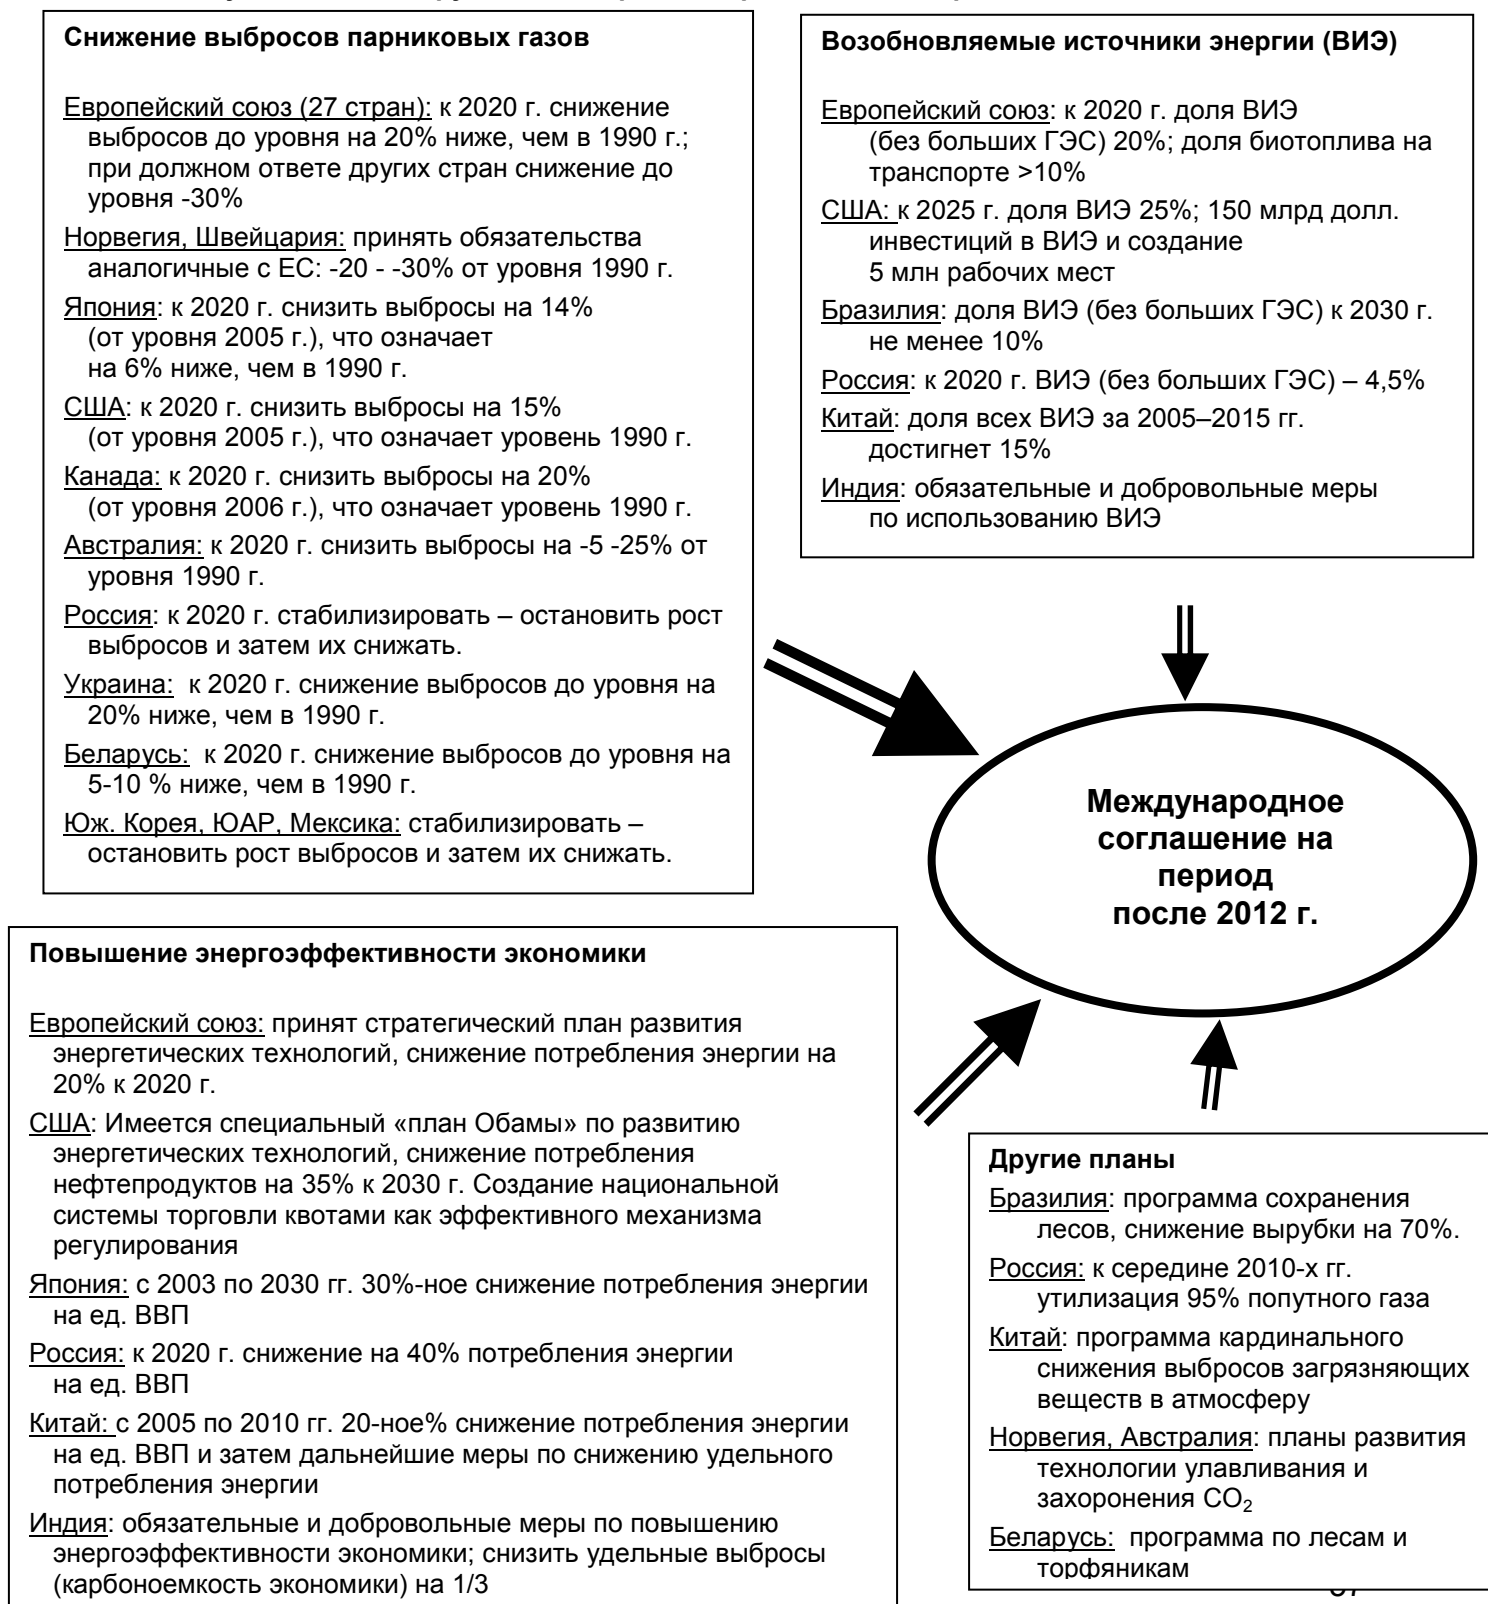 Снижение выбросов парниковых газов
Европейский союз (27 стран): к 2020 г. снижение
выбросов до уровня на 20% ниже, чем в 1990 г.;
при должном ответе других стран снижение до
уровня -30%
Норвегия, Швейцария: принять обязательства
аналогичные с ЕС: -20 - -30% от уровня 1990 г.
Япония: к 2020 г. снизить выбросы на 14%
(от уровня 2005 г.), что означает
на 6% ниже, чем в 1990 г.
США: к 2020 г. снизить выбросы на 15%
(от уровня 2005 г.), что означает уровень 1990 г.
Канада: к 2020 г. снизить выбросы на 20%
(от уровня 2006 г.), что означает уровень 1990 г.
Австралия: к 2020 г. снизить выбросы на -5 -25% от
уровня 1990 г.
Россия: к 2020 г. стабилизировать – остановить рост
выбросов и затем их снижать.
Украина: к 2020 г. снижение выбросов до уровня на
20% ниже, чем в 1990 г.
Беларусь: к 2020 г. снижение выбросов до уровня на
5-10 % ниже, чем в 1990 г.
Юж. Корея, ЮАР, Мексика: стабилизировать –
остановить рост выбросов и затем их снижать.
Возобновляемые источники энергии (ВИЭ)
Европейский союз: к 2020 г. доля ВИЭ
(без больших ГЭС) 20%; доля биотоплива на
транспорте >10%
США: к 2025 г. доля ВИЭ 25%; 150 млрд долл.
инвестиций в ВИЭ и создание
5 млн рабочих мест
Бразилия: доля ВИЭ (без больших ГЭС) к 2030 г.
не менее 10%
Россия: к 2020 г. ВИЭ (без больших ГЭС) – 4,5%
Китай: доля всех ВИЭ за 2005–2015 гг.
достигнет 15%
Индия: обязательные и добровольные меры
по использованию ВИЭ
Международное
соглашение на
период
после 2012 г.
Повышение энергоэффективности экономики
Европейский союз: принят стратегический план развития
энергетических технологий, снижение потребления энергии на
20% к 2020 г.
США: Имеется специальный «план Обамы» по развитию
энергетических технологий, снижение потребления
нефтепродуктов на 35% к 2030 г. Создание национальной
системы торговли квотами как эффективного механизма
регулирования
Япония: с 2003 по 2030 гг. 30%-ное снижение потребления энергии
на ед. ВВП
Россия: к 2020 г. снижение на 40% потребления энергии
на ед. ВВП
Китай: с 2005 по 2010 гг. 20-ное% снижение потребления энергии
на ед. ВВП и затем дальнейшие меры по снижению удельного
потребления энергии
Индия: обязательные и добровольные меры по повышению
энергоэффективности экономики; снизить удельные выбросы
(карбоноемкость экономики) на 1/3
Другие планы
Бразилия: программа сохранения
лесов, снижение вырубки на 70%.
Россия: к середине 2010-х гг.
утилизация 95% попутного газа
Китай: программа кардинального
снижения выбросов загрязняющих
веществ в атмосферу
Норвегия, Австралия: планы развития
технологии улавливания и
захоронения CO₂
Беларусь: программа по лесам и
торфяникам